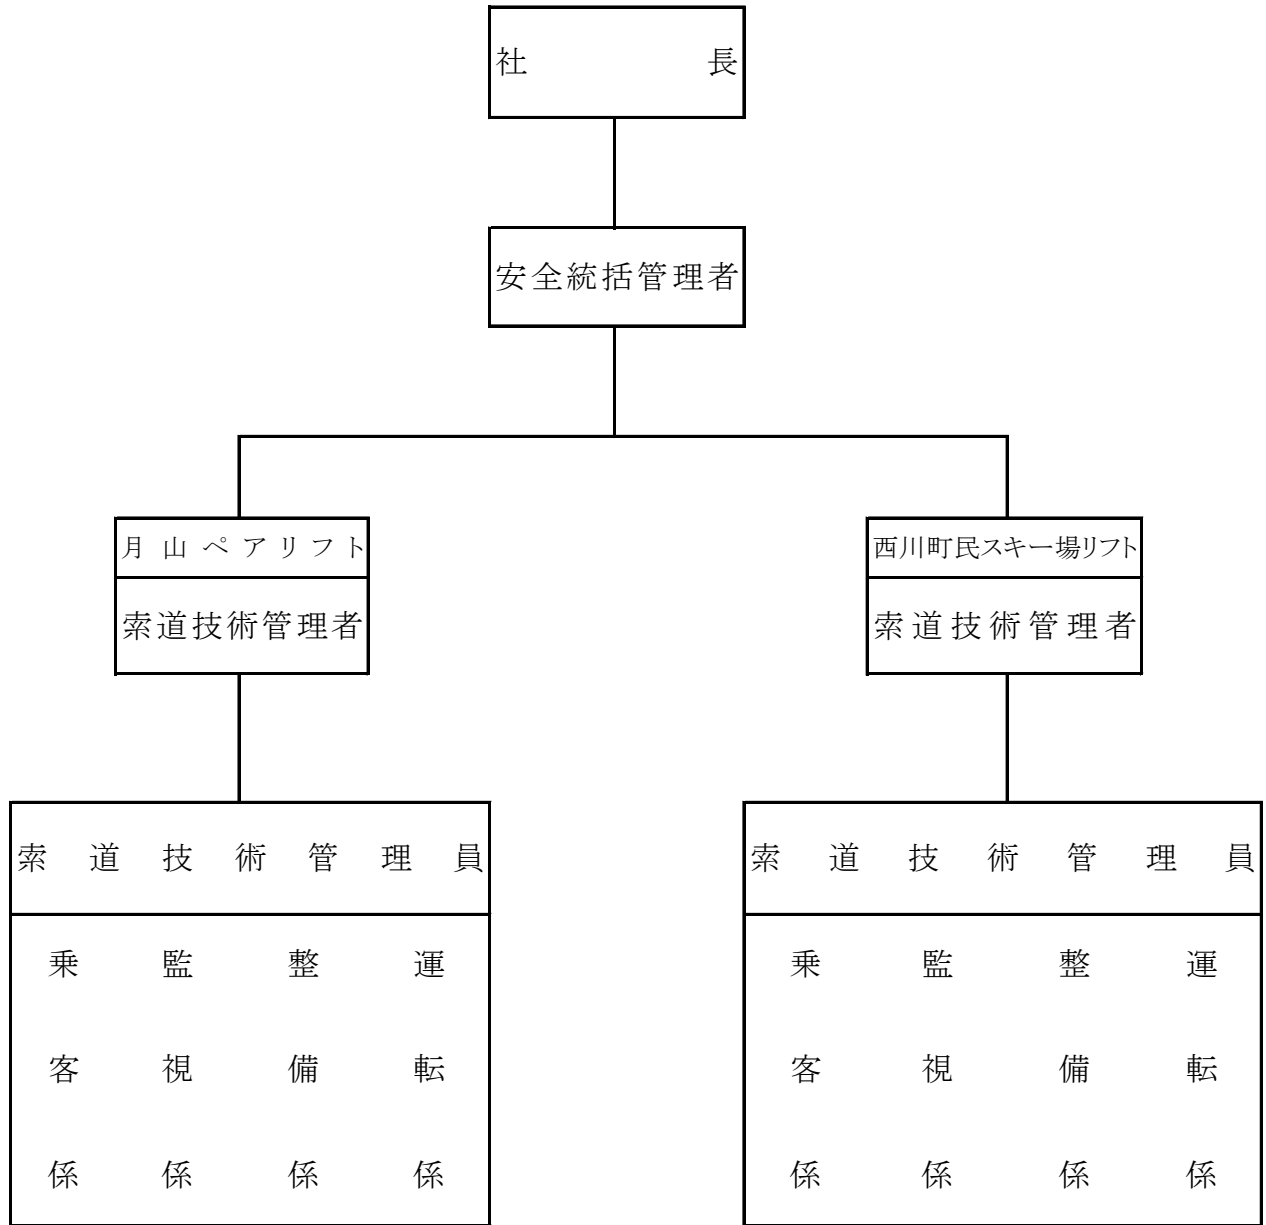 社長
安全統括管理者
月山ペアリフト
索道技術管理者
西川町民スキー場リフト
索道技術管理者
索道技術管理員
運転係
整備係
監視係
乗客係
索道技術管理員
運転係
整備係
監視係
乗客係